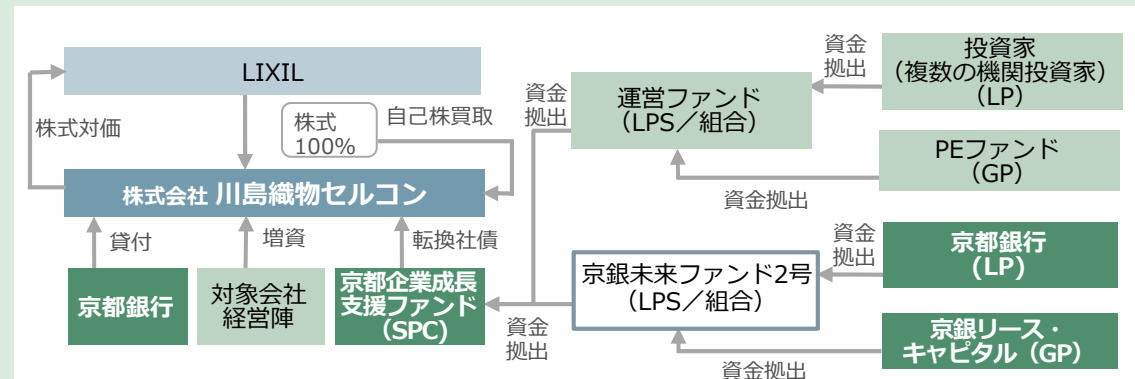 LIXIL
株式対価
株式
100%
自己株買取
株式会社 川島織物セルコン
貸付
増資
転換社債
京都銀行
対象会社
経営陣
京都企業成長
支援ファンド
(SPC)
資金
拠出
資金
拠出
運営ファンド
（LPS／組合）
京銀未来ファンド2号
（LPS／組合）
資金
拠出
投資家
（複数の機関投資家）
（LP）
PEファンド
（GP）
資金拠出
資金
拠出
京都銀行
(LP)
京銀リース・
キャピタル（GP）
資金拠出